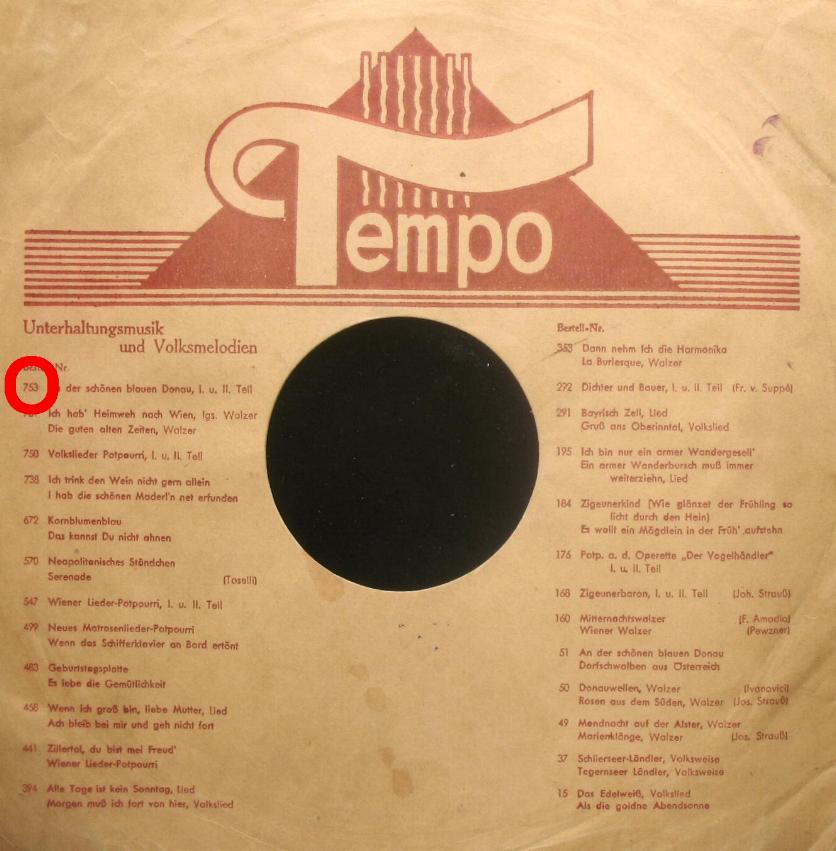 Tempo
Unterhaltungsmusik
und Volksmelodien
Nr.
753 der schönen blauen Donau, I. u. II. Teil
Ich hab' Heimweh nach Wien, lgs. Walzer
Die guten alten Zeiten, Walzer
750 Volkslieder Potpourri, I. u. II. Teil
738 Ich trink den Wein nicht gern allein
I hab die schönen Maderl'n net erfunden
672 Kornblumenblau
Das kannst Du nicht ahnen
570 Neapolitanisches Ständchen
Serenade (Toselli)
547 Wiener Lieder-Potpourri, I. u. II. Teil
499 Neues Matrosenlieder-Potpourri
Wenn das Schifferklavier an Bord ertönt
483 Geburtstagsplatte
Es lebe die Gemütlichkeit
458 Wenn ich groß bin, liebe Mutter, Lied
Ach bleib bei mir und geh nicht fort
441 Zillertal, du bist mei Freud'
Wiener Lieder-Potpourri
394 Alle Tage ist kein Sonntag, Lied
Morgen muß ich fort von hier, Volkslied
Bestell-Nr.
353 Dann nehm ich die Harmonika
La Burlesque, Walzer
292 Dichter und Bauer, I. u. II. Teil (Fr. v. Suppé)
291 Bayrisch Zell, Lied
Gruß ans Oberinntal, Volkslied
195 Ich bin nur ein armer Wandergesell'
Ein armer Wanderbursch muß immer
weiterziehn, Lied
184 Zigeunerkind (Wie glänzet der Frühling so
licht durch den Hain)
Es wollt ein Mägdlein in der Früh' aufstehn
176 Potp. a. d. Operette „Der Vogelhändler"
I. u. II. Teil
168 Zigeunerbaron, I. u. II. Teil (Joh. Strauß)
160 Mitternachtswalzer (F. Amodio)
Wiener Walzer (Pewzner)
51 An der schönen blauen Donau
Dorfschwalben aus Österreich
50 Donauwellen, Walzer (Ivanovici)
Rosen aus dem Süden, Walzer (Jos. Strauß)
49 Mondnacht auf der Alster, Walzer
Marienklänge, Walzer (Jos. Strauß)
37 Schlierseer-Ländler, Volksweise
Tegernseer Ländler, Volksweise
15 Das Edelweiß, Volkslied
Als die goldne Abendsonne